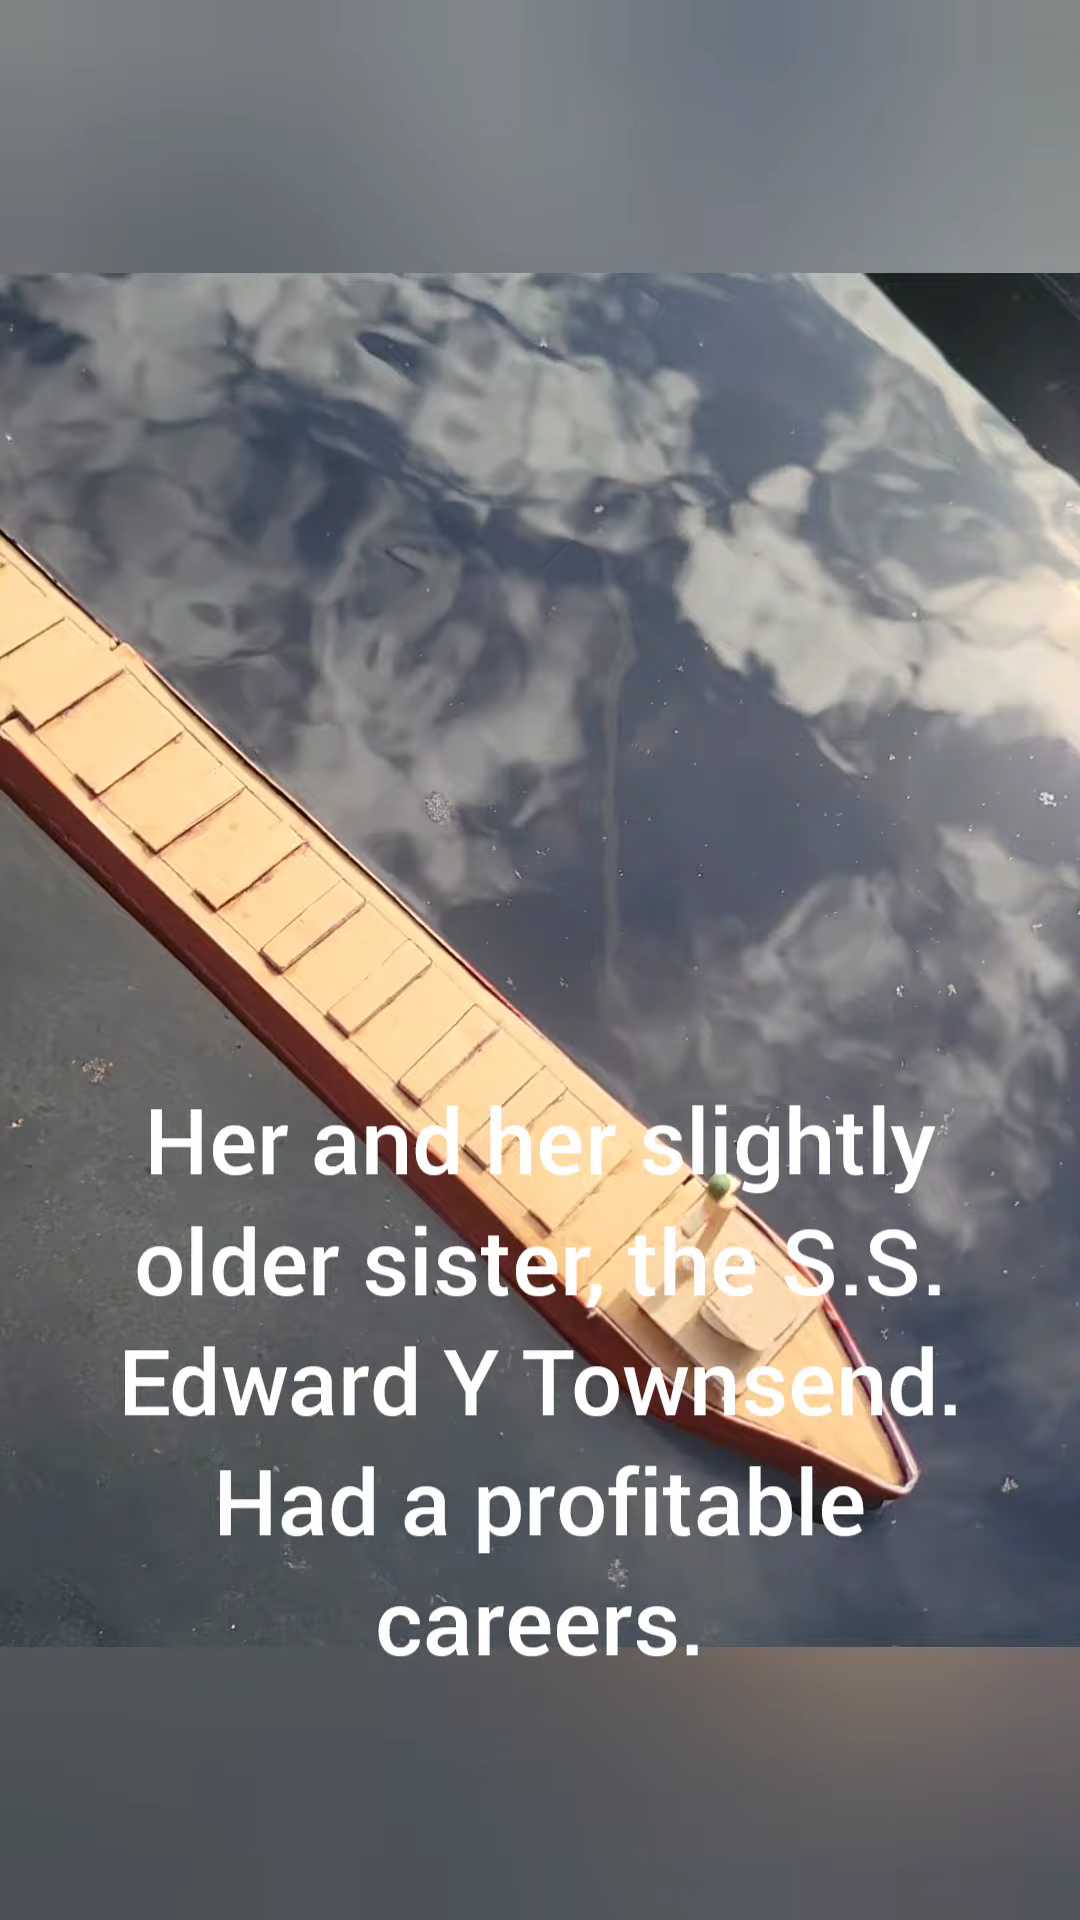 Her and her slightly
older sister, the S.S.
Edward Y Townsend.
Had a profitable
careers.